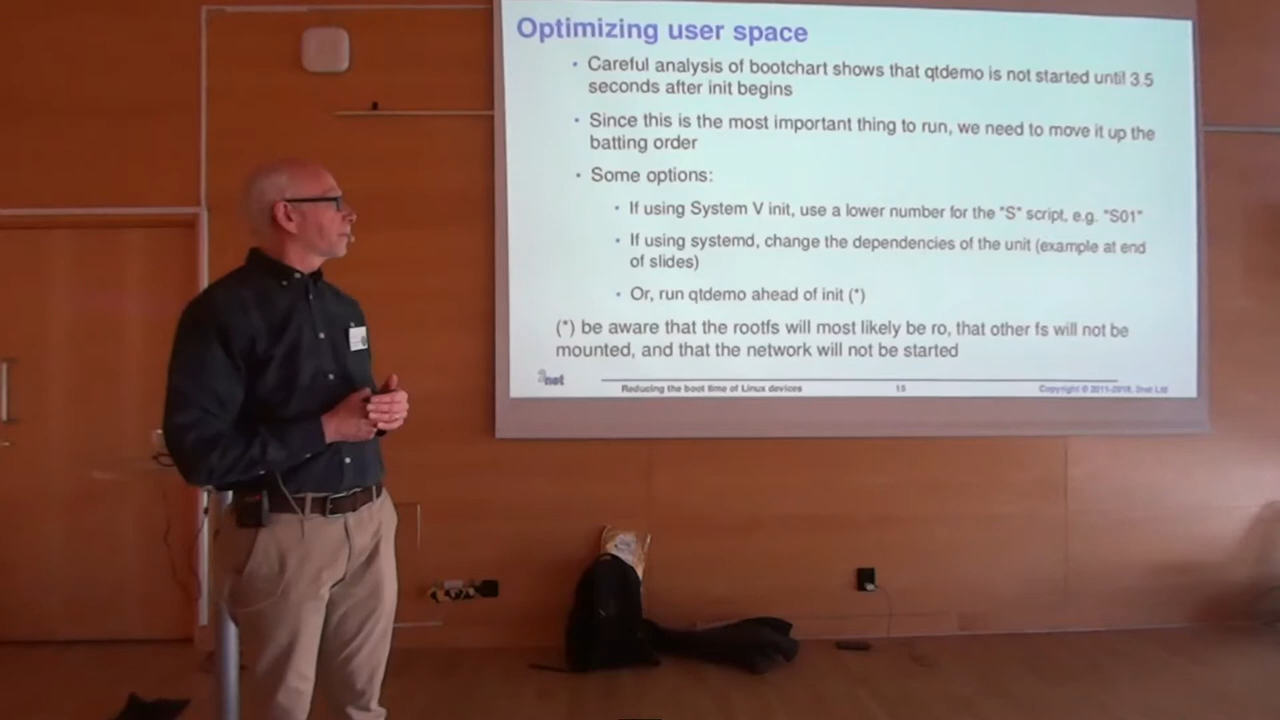 Optimizing user space
• Careful analysis of bootchart shows that qtdemo is not started until 3.5
seconds after init begins
• Since this is the most important thing to run, we need to move it up the
batting order
• Some options:
• If using System V init, use a lower number for the "S" script, e.g. "S01"
• If using systemd, change the dependencies of the unit (example at end
of slides)
• Or, run qtdemo ahead of init (*)
(*) be aware that the rootfs will most likely be ro, that other fs will not be
mounted, and that the network will not be started
2net
Reducing the boot time of Linux devices
15
Copyright © 2011-2018, 2net Ltd